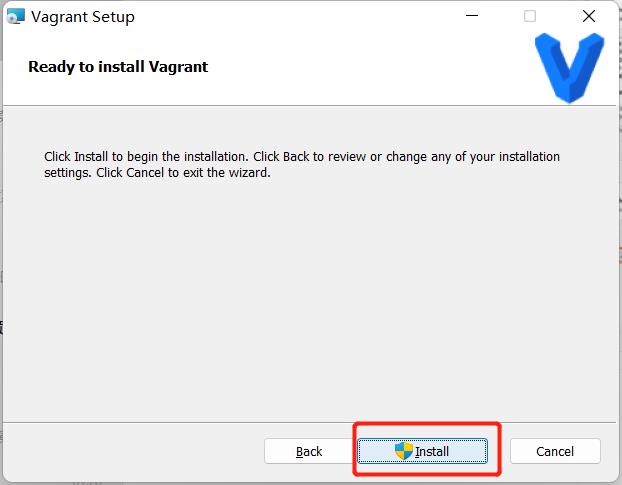 Vagrant Setup
Ready to install Vagrant
Click Install to begin the installation. Click Back to review or change any of your installation
settings. Click Cancel to exit the wizard.
Back
Install
Cancel